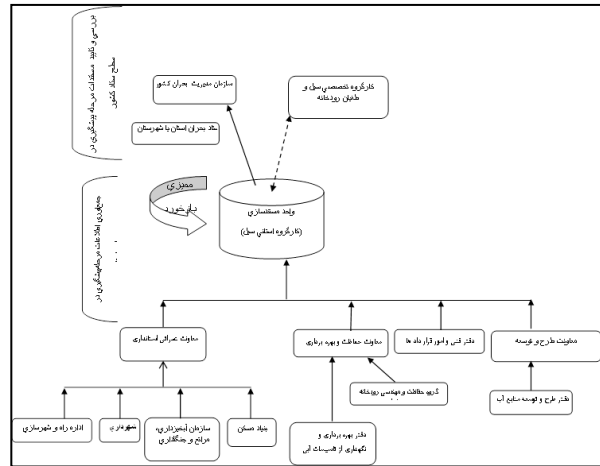 بررسی و تایید مستندات مرحله پیشگیری در
سطح ستاد کشور
سازمان مدیریت بحران کشور
کارگروه تخصصی سیل و
طغیان رودخانه
ستاد بحران استان یا شهرستان
جمع‌آوری اطلاعات مرحله پیشگیری در
ممیزی
بازخورد
واحد مستندسازی
(کارگروه استانی سیل)
معاونت عمرانی استانداری
معاونت حفاظت و بهره برداری
دفتر فنی و امور قرار داد ها
معاونت طرح و توسعه
گروه حفاظت و مهندسی رودخانه
دفتر طرح و توسعه منابع آب
اداره راه و شهرسازی
شهرداری
سازمان آبخیزداری،
مراتع و جنگلداری
بنیاد مسکن
دفتر بهره برداری و
نگهداری از تاسیسات آبی